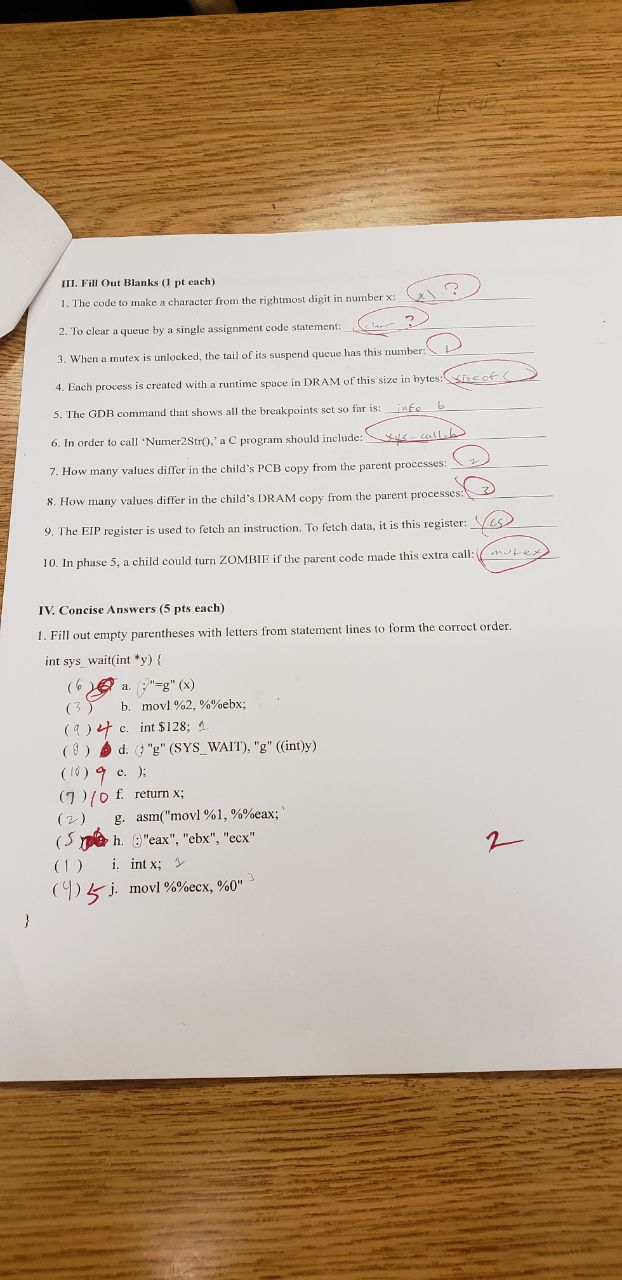 III. Fill Out Blanks (1 pt each)
1. The code to make a character from the rightmost digit in number x: x\ ?
2. To clear a queue by a single assignment code statement: clear ?
3. When a mutex is unlocked, the tail of its suspend queue has this number: 1
4. Each process is created with a runtime space in DRAM of this size in bytes: sizeof( )
5. The GDB command that shows all the breakpoints set so far is: info b
6. In order to call 'Numer2Str(),' a C program should include: sys-call.h
7. How many values differ in the child's PCB copy from the parent processes: 2
8. How many values differ in the child's DRAM copy from the parent processes: 3
9. The EIP register is used to fetch an instruction. To fetch data, it is this register: CS
10. In phase 5, a child could turn ZOMBIE if the parent code made this extra call: mutex
IV. Concise Answers (5 pts each)
1. Fill out empty parentheses with letters from statement lines to form the correct order.
int sys_wait(int *y) {
(6) a. :"=g" (x)
(3) b. movl %2, %%ebx;
(9) 4 c. int $128; 1
(8) d. : "g" (SYS_WAIT), "g" ((int)y)
(10) 9 e. );
(7) 10 f. return x;
(2) g. asm("movl %1, %%eax;
(5) h. :"eax", "ebx", "ecx"
2
(1) i. int x; 2
(4) 5 j. movl %%ecx, %0" 3
}